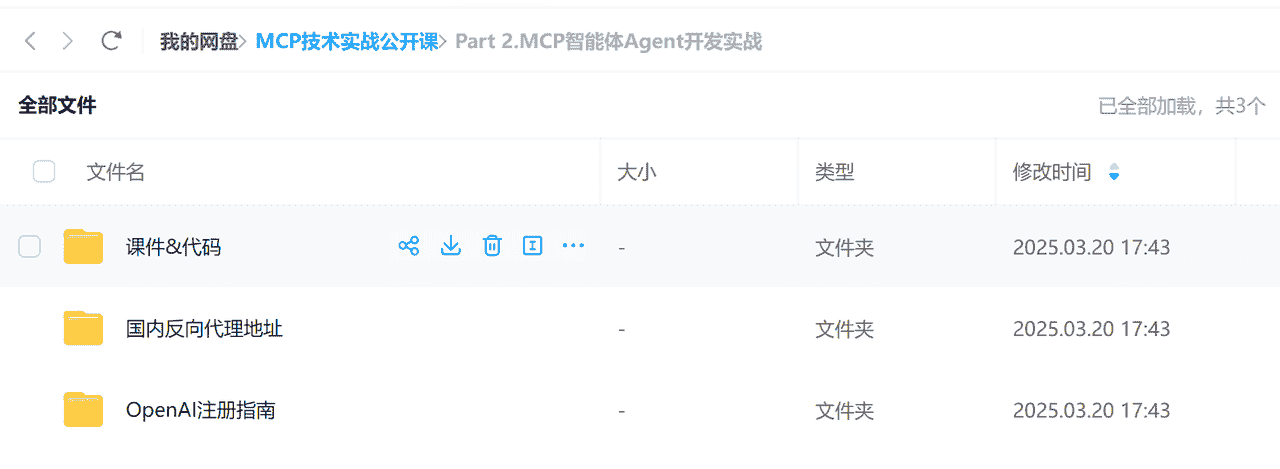 我的网盘> MCP技术实战公开课> Part 2.MCP智能体Agent开发实战
全部文件 已全部加载，共3个
文件名 大小 类型 修改时间
课件&代码 - 文件夹 2025.03.20 17:43
国内反向代理地址 - 文件夹 2025.03.20 17:43
OpenAI注册指南 - 文件夹 2025.03.20 17:43